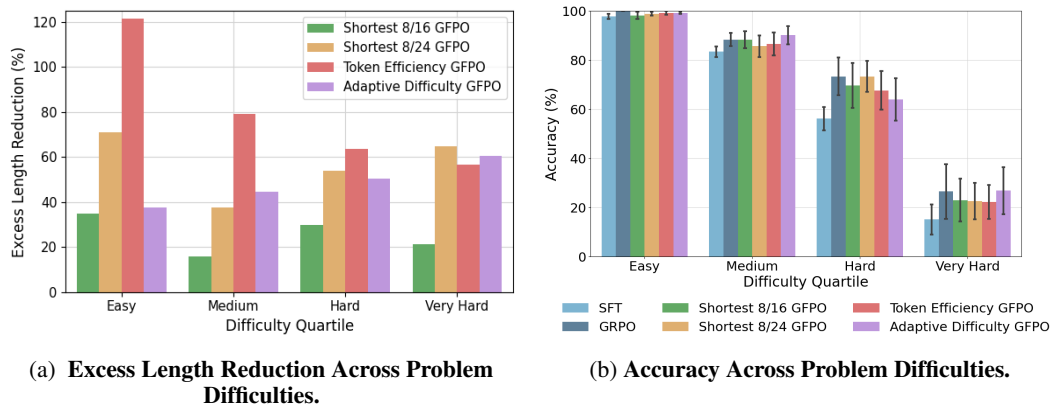 Excess Length Reduction (%)
120
100
80
60
40
20
0
Shortest 8/16 GFPO
Shortest 8/24 GFPO
Token Efficiency GFPO
Adaptive Difficulty GFPO
Easy
Medium
Hard
Very Hard
Difficulty Quartile
(a) Excess Length Reduction Across Problem
Difficulties.
Accuracy (%)
100
80
60
40
20
0
Easy
Medium
Hard
Very Hard
Difficulty Quartile
SFT
Shortest 8/16 GFPO
Token Efficiency GFPO
GRPO
Shortest 8/24 GFPO
Adaptive Difficulty GFPO
(b) Accuracy Across Problem Difficulties.